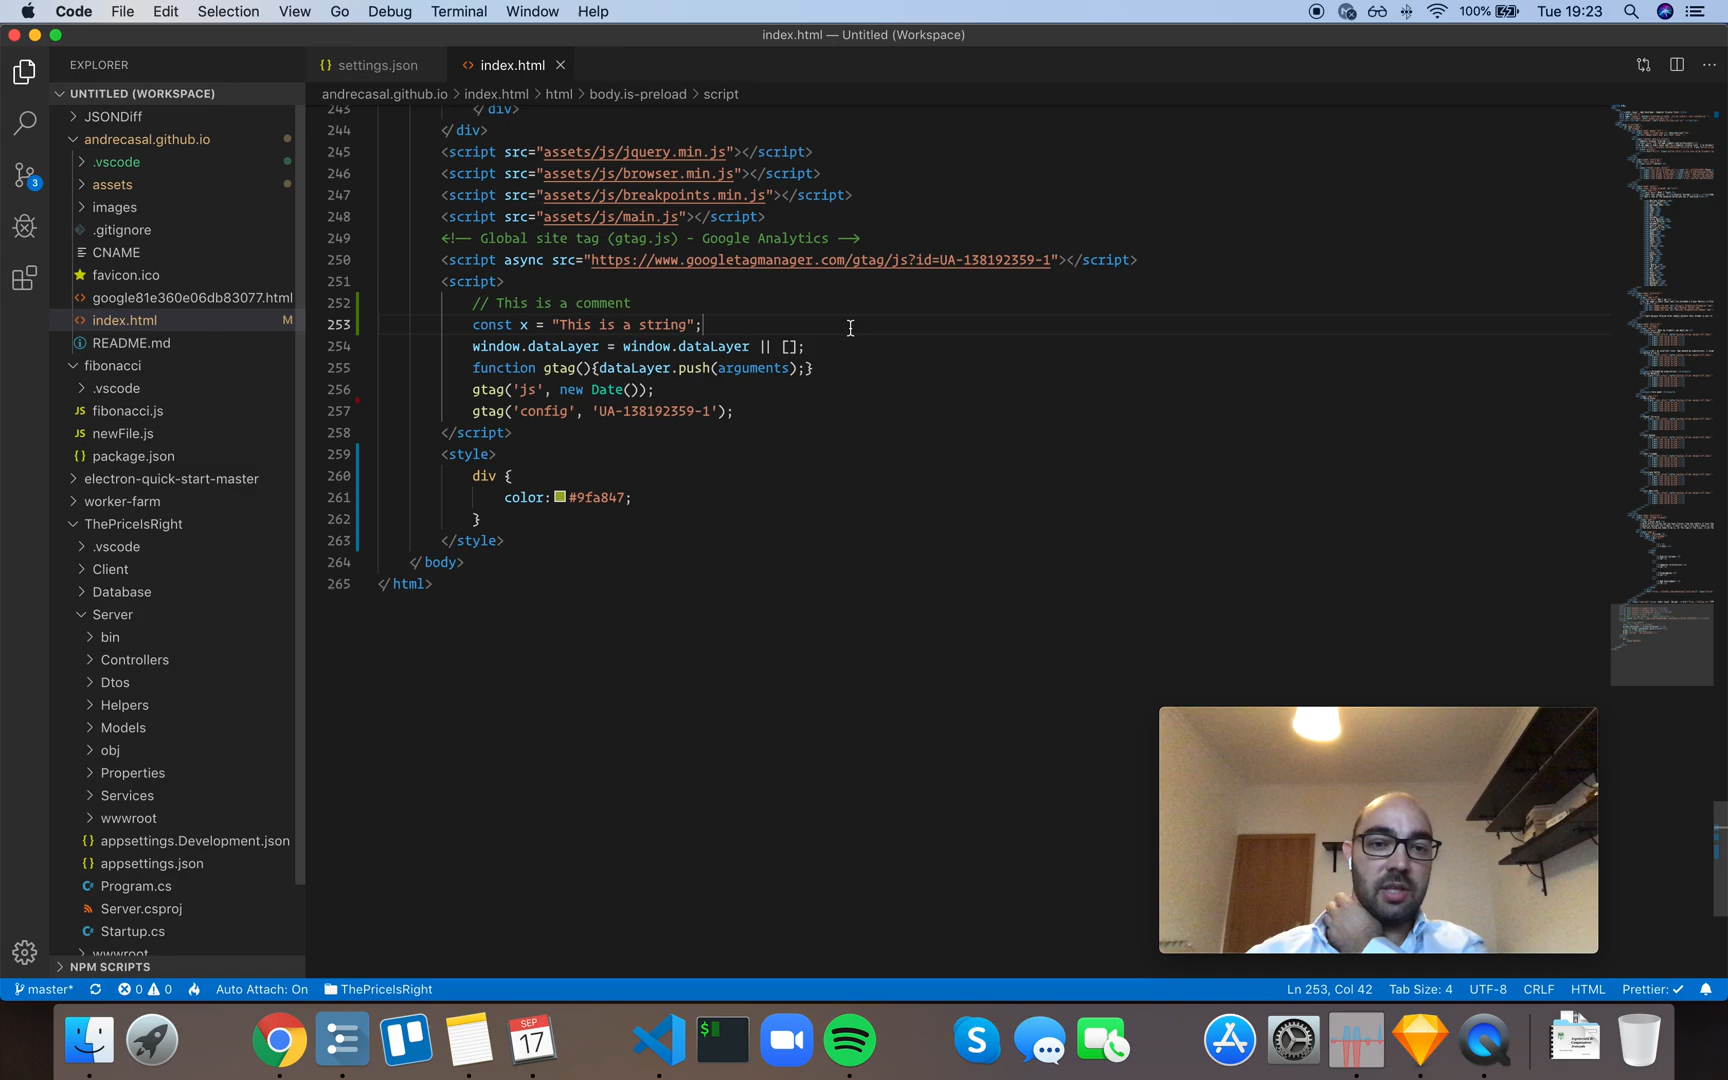 Code File Edit Selection View Go Debug Terminal Window Help
100% Tue 19:23
index.html — Untitled (Workspace)
EXPLORER
UNTITLED (WORKSPACE)
JSONDiff
andrecasal.github.io
.vscode
assets
images
.gitignore
CNAME
favicon.ico
google81e360e06db83077.html
index.html M
README.md
fibonacci
.vscode
fibonacci.js
newFile.js
package.json
electron-quick-start-master
worker-farm
ThePriceIsRight
.vscode
Client
Database
Server
bin
Controllers
Dtos
Helpers
Models
obj
Properties
Services
wwwroot
appsettings.Development.json
appsettings.json
Program.cs
Server.csproj
Startup.cs
wwwroot
NPM SCRIPTS
settings.json
index.html
andrecasal.github.io > index.html > html > body.is-preload > script
243 </div>
244 </div>
245 <script src="assets/js/jquery.min.js"></script>
246 <script src="assets/js/browser.min.js"></script>
247 <script src="assets/js/breakpoints.min.js"></script>
248 <script src="assets/js/main.js"></script>
249 <!-- Global site tag (gtag.js) - Google Analytics -->
250 <script async src="https://www.googletagmanager.com/gtag/js?id=UA-138192359-1"></script>
251 <script>
252 // This is a comment
253 const x = "This is a string";
254 window.dataLayer = window.dataLayer || [];
255 function gtag(){dataLayer.push(arguments);}
256 gtag('js', new Date());
257 gtag('config', 'UA-138192359-1');
258 </script>
259 <style>
260 div {
261 color: #9fa847;
262 }
263 </style>
264 </body>
265 </html>
3
master* 0 0 Auto Attach: On ThePriceIsRight
Ln 253, Col 42 Tab Size: 4 UTF-8 CRLF HTML Prettier: ✓
SEP
17
$